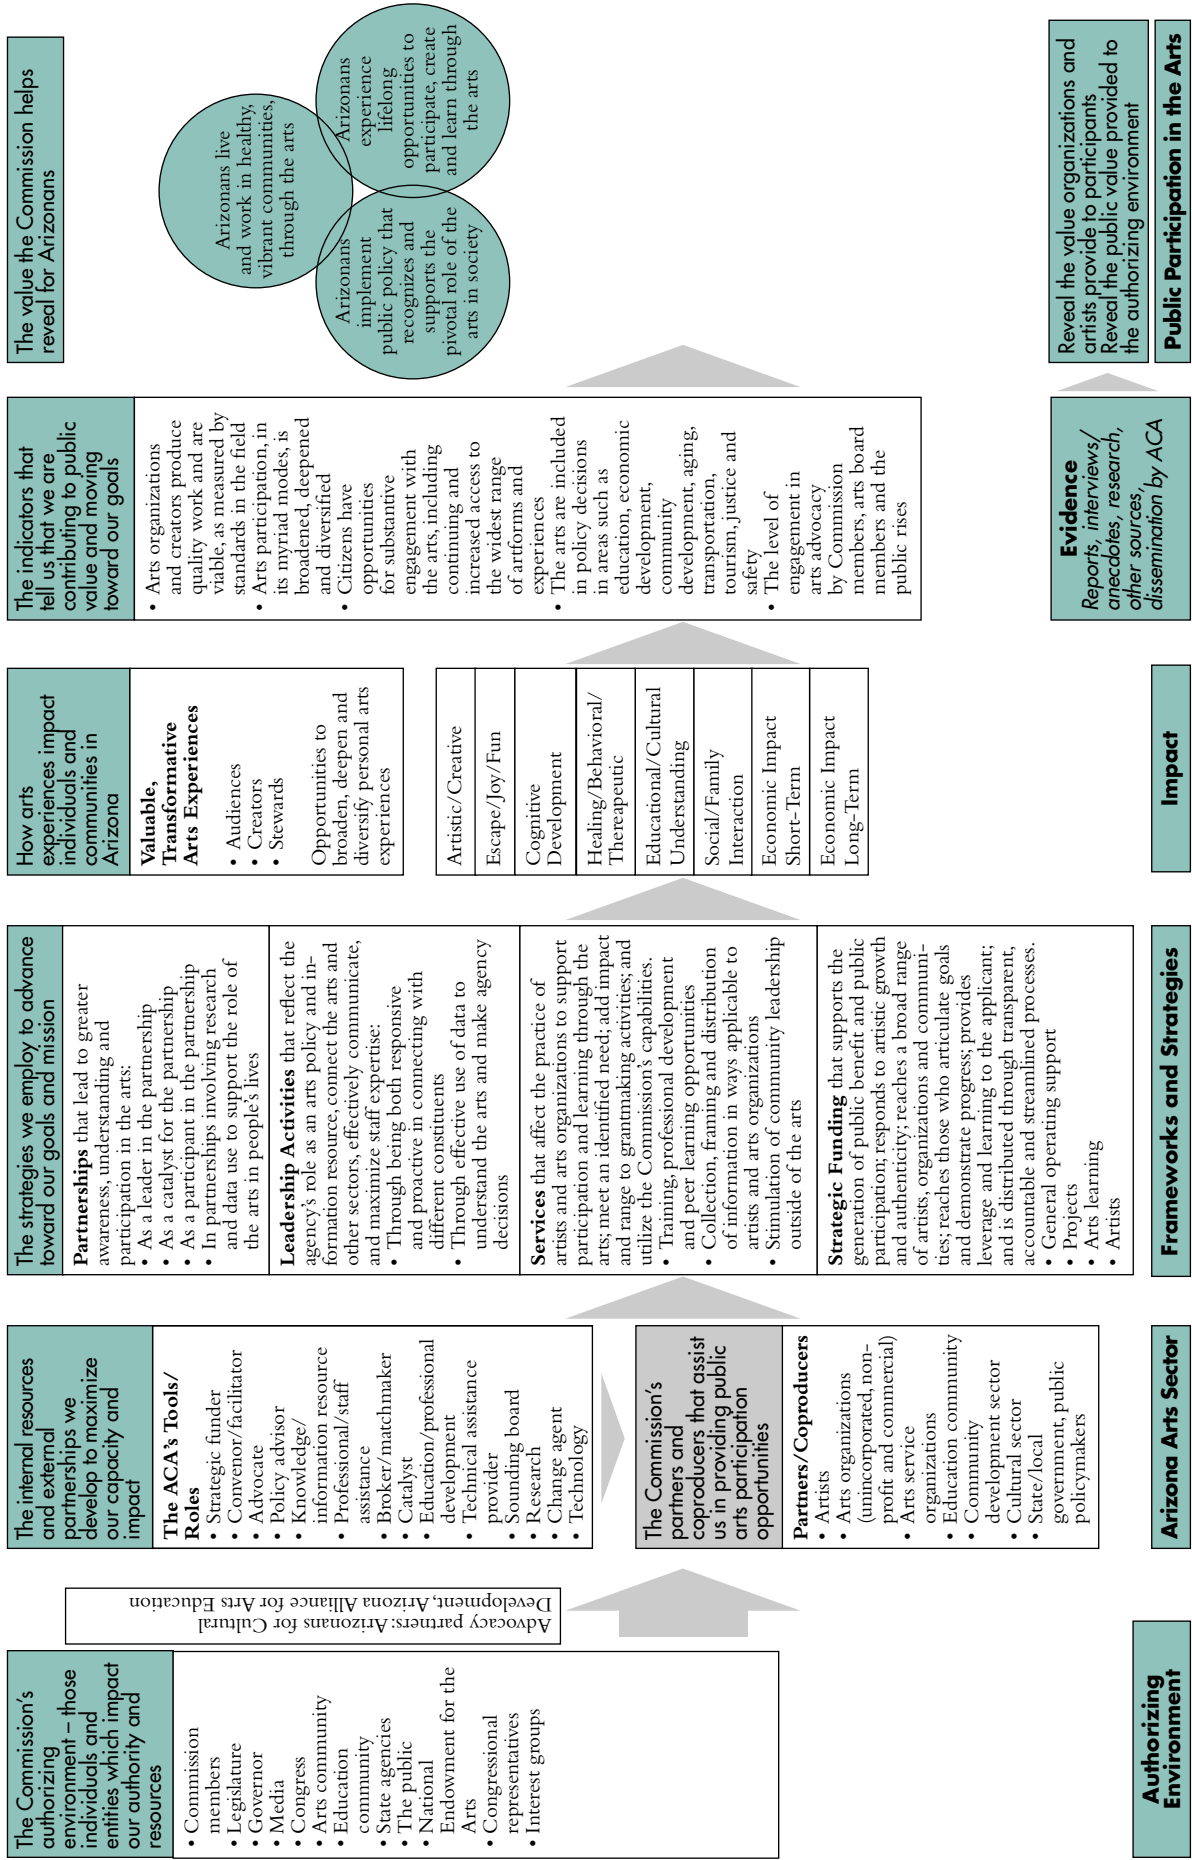 The Commission's
authorizing
environment – those
individuals and
entities which impact
our authority and
resources
• Commission
members
• Legislature
• Governor
• Media
• Congress
• Arts community
• Education
community
• State agencies
• The public
• National
Endowment for the
Arts
• Congressional
representatives
• Interest groups
Authorizing
Environment
Advocacy partners: Arizonans for Cultural
Development, Arizona Alliance for Arts Education
The internal resources
and external
partnerships we
develop to maximize
our capacity and
impact
The ACA's Tools/
Roles
• Strategic funder
• Convenor/facilitator
• Advocate
• Policy advisor
• Knowledge/
information resource
• Professional/staff
assistance
• Broker/matchmaker
• Catalyst
• Education/professional
development
• Technical assistance
provider
• Sounding board
• Research
• Change agent
• Technology
The Commission's
partners and
coproducers that assist
us in providing public
arts participation
opportunities
Partners/Coproducers
• Artists
• Arts organizations
(unincorporated, non-
profit and commercial)
• Arts service
organizations
• Education community
• Community
development sector
• Cultural sector
• State/local
government, public
policymakers
Arizona Arts Sector
The strategies we employ to advance
toward our goals and mission
Partnerships that lead to greater
awareness, understanding and
participation in the arts:
• As a leader in the partnership
• As a catalyst for the partnership
• As a participant in the partnership
• In partnerships involving research
and data use to support the role of
the arts in people's lives
Leadership Activities that reflect the
agency's role as an arts policy and in-
formation resource, connect the arts and
other sectors, effectively communicate,
and maximize staff expertise:
• Through being both responsive
and proactive in connecting with
different constituents
• Through effective use of data to
understand the arts and make agency
decisions
Services that affect the practice of
artists and arts organizations to support
participation and learning through the
arts; meet an identified need; add impact
and range to grantmaking activities; and
utilize the Commission's capabilities.
• Training, professional development
and peer learning opportunities
• Collection, framing and distribution
of information in ways applicable to
artists and arts organizations
• Stimulation of community leadership
outside of the arts
Strategic Funding that supports the
generation of public benefit and public
participation; responds to artistic growth
and authenticity; reaches a broad range
of artists, organizations and communi-
ties; reaches those who articulate goals
and demonstrate progress; provides
leverage and learning to the applicant;
and is distributed through transparent,
accountable and streamlined processes.
• General operating support
• Projects
• Arts learning
• Artists
Frameworks and Strategies
How arts
experiences impact
individuals and
communities in
Arizona
Valuable,
Transformative
Arts Experiences
• Audiences
• Creators
• Stewards
Opportunities to
broaden, deepen and
diversify personal arts
experiences
Artistic/Creative
Escape/Joy/Fun
Cognitive
Development
Healing/Behavioral/
Thereapeutic
Educational/Cultural
Understanding
Social/Family
Interaction
Economic Impact
Short-Term
Economic Impact
Long-Term
Impact
The indicators that
tell us that we are
contributing to public
value and moving
toward our goals
• Arts organizations
and creators produce
quality work and are
viable, as measured by
standards in the field
• Arts participation, in
its myriad modes, is
broadened, deepened
and diversified
• Citizens have
opportunities
for substantive
engagement with
the arts, including
continuing and
increased access to
the widest range
of artforms and
experiences
• The arts are included
in policy decisions
in areas such as
education, economic
development,
community
development, aging,
transportation,
tourism, justice and
safety
• The level of
engagement in
arts advocacy
by Commission
members, arts board
members and the
public rises
Evidence
Reports, interviews/
anecdotes, research,
other sources,
dissemination by ACA
The value the Commission helps
reveal for Arizonans
Arizonans live
and work in healthy,
vibrant communities,
through the arts
Arizonans
implement
public policy that
recognizes and
supports the
pivotal role of the
arts in society
Arizonans
experience
lifelong
opportunities to
participate, create
and learn through
the arts
Reveal the value organizations and
artists provide to participants
Reveal the public value provided to
the authorizing environment
Public Participation in the Arts